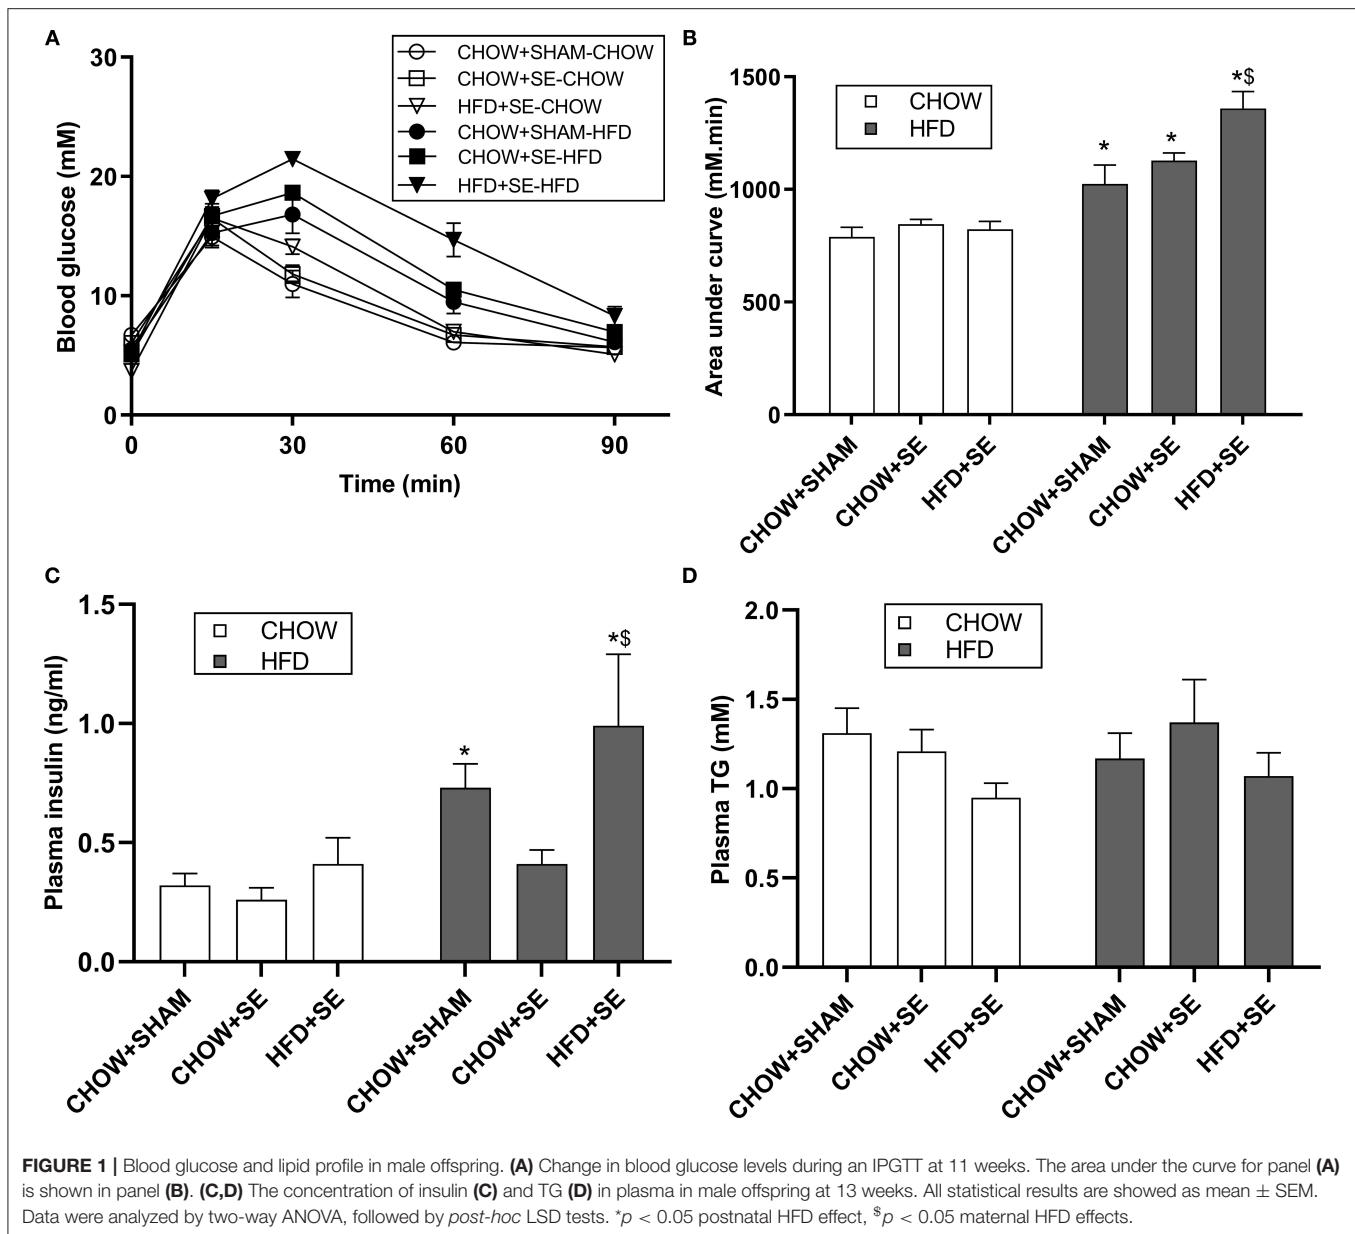 A
30
20
10
0
Blood glucose (mM)
0
30
60
90
Time (min)
CHOW+SHAM-CHOW
CHOW+SE-CHOW
HFD+SE-CHOW
CHOW+SHAM-HFD
CHOW+SE-HFD
HFD+SE-HFD
B
1500
1000
500
0
Area under curve (mM.min)
CHOW
HFD
*
*
*$
CHOW+SHAM
CHOW+SE
HFD+SE
CHOW+SHAM
CHOW+SE
HFD+SE
C
1.5
1.0
0.5
0.0
Plasma insulin (ng/ml)
CHOW
HFD
*
*$
CHOW+SHAM
CHOW+SE
HFD+SE
CHOW+SHAM
CHOW+SE
HFD+SE
D
2.0
1.5
1.0
0.5
0.0
Plasma TG (mM)
CHOW
HFD
CHOW+SHAM
CHOW+SE
HFD+SE
CHOW+SHAM
CHOW+SE
HFD+SE
FIGURE 1 | Blood glucose and lipid profile in male offspring. (A) Change in blood glucose levels during an IPGTT at 11 weeks. The area under the curve for panel (A)
is shown in panel (B). (C,D) The concentration of insulin (C) and TG (D) in plasma in male offspring at 13 weeks. All statistical results are showed as mean ± SEM.
Data were analyzed by two-way ANOVA, followed by post-hoc LSD tests. *p < 0.05 postnatal HFD effect, $p < 0.05 maternal HFD effects.